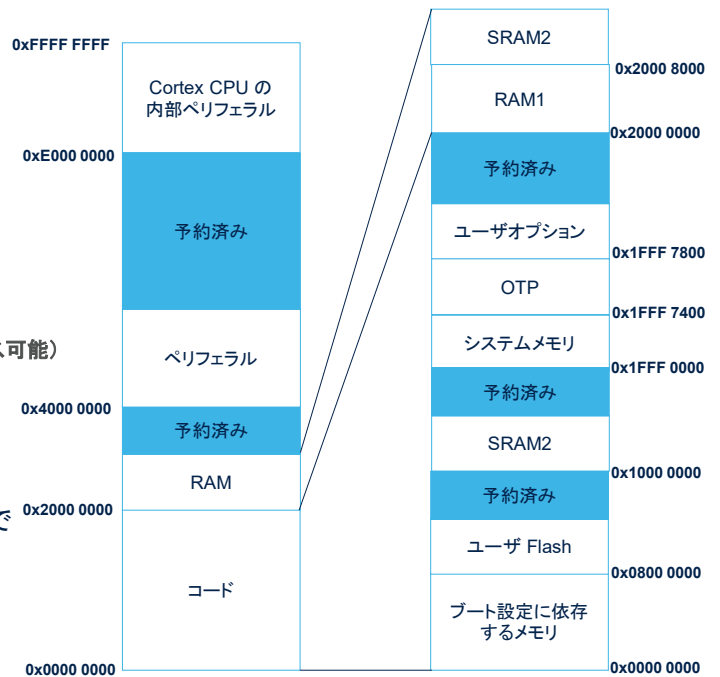 0xFFFF FFFF
Cortex CPU の
内部ペリフェラル
0xE000 0000
予約済み
ス可能）
ペリフェラル
0x4000 0000
予約済み
RAM
で
0x2000 0000
コード
0x0000 0000
SRAM2
0x2000 8000
RAM1
0x2000 0000
予約済み
ユーザオプション
0x1FFF 7800
OTP
0x1FFF 7400
システムメモリ
0x1FFF 0000
予約済み
SRAM2
0x1000 0000
予約済み
ユーザ Flash
0x0800 0000
ブート設定に依存
するメモリ
0x0000 0000